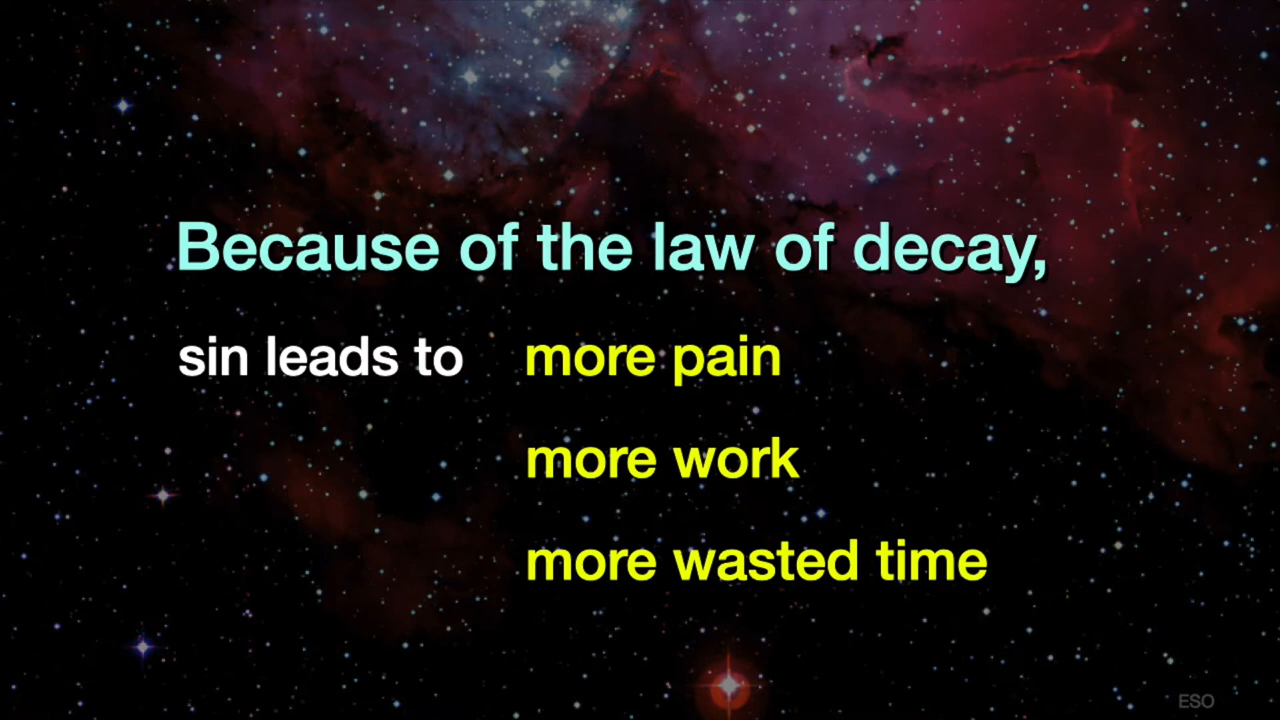 Because of the law of decay,
sin leads to more pain
more work
more wasted time
ESO